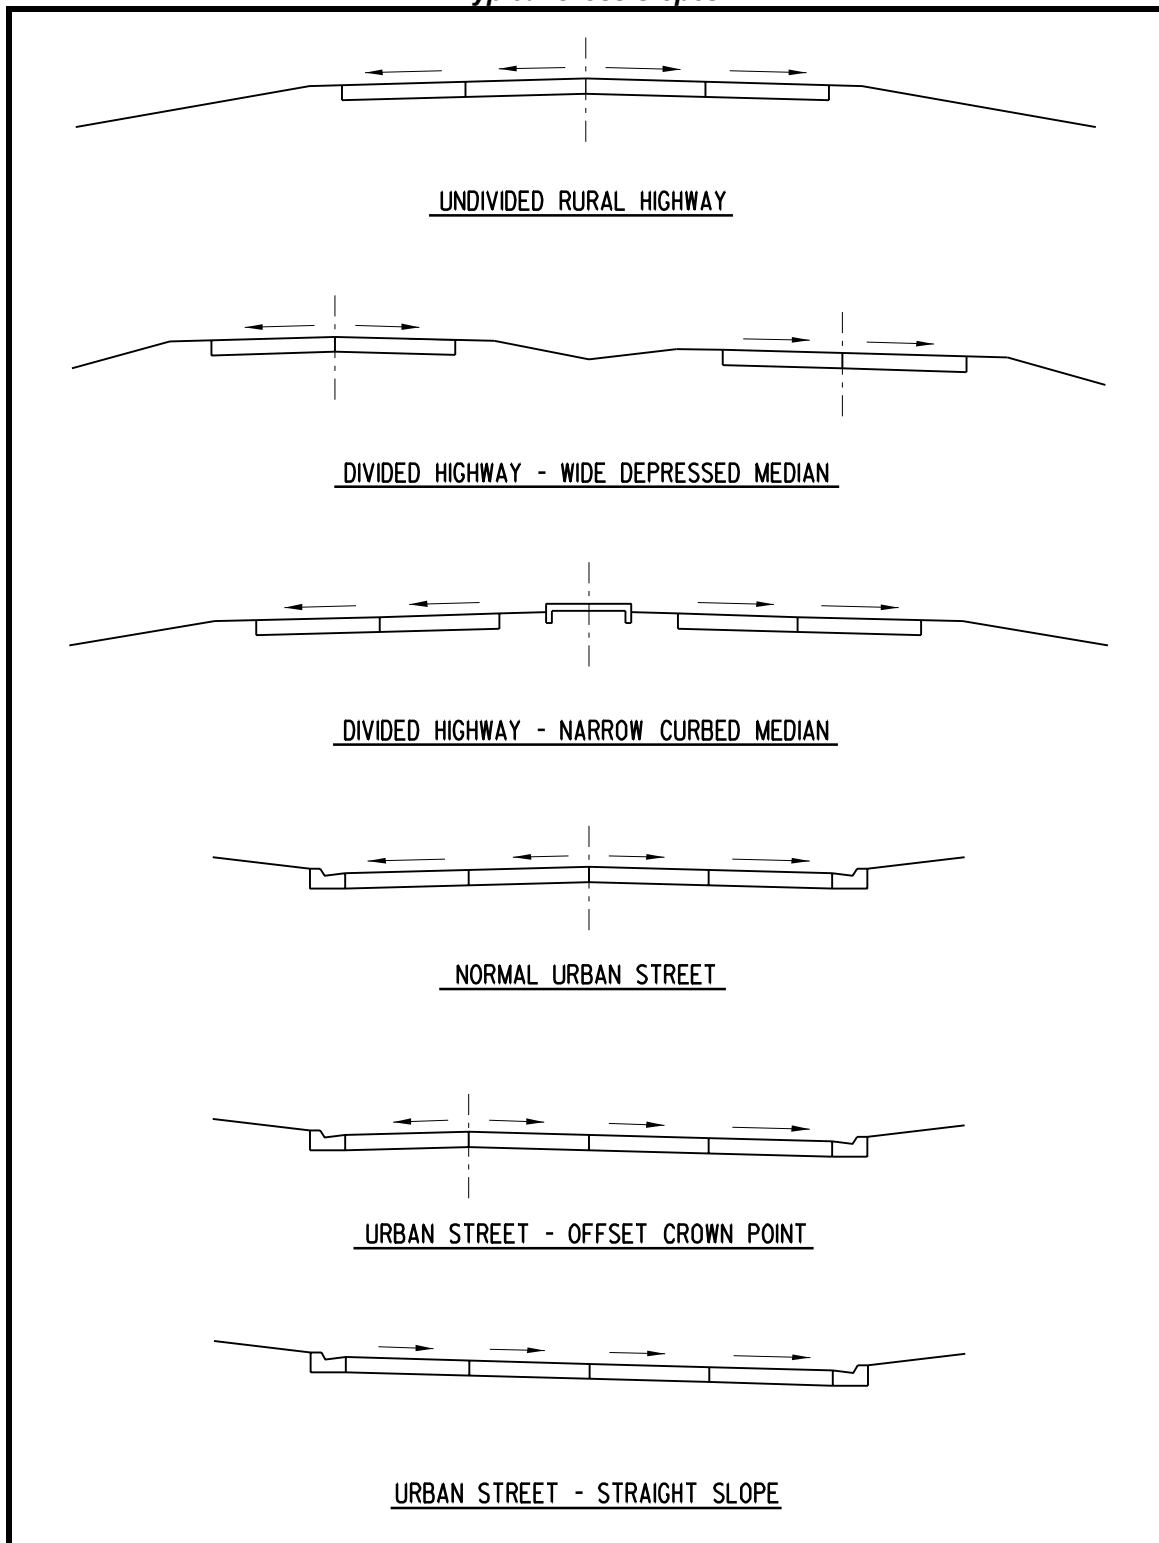 UNDIVIDED RURAL HIGHWAY
DIVIDED HIGHWAY - WIDE DEPRESSED MEDIAN
DIVIDED HIGHWAY - NARROW CURBED MEDIAN
NORMAL URBAN STREET
URBAN STREET - OFFSET CROWN POINT
URBAN STREET - STRAIGHT SLOPE